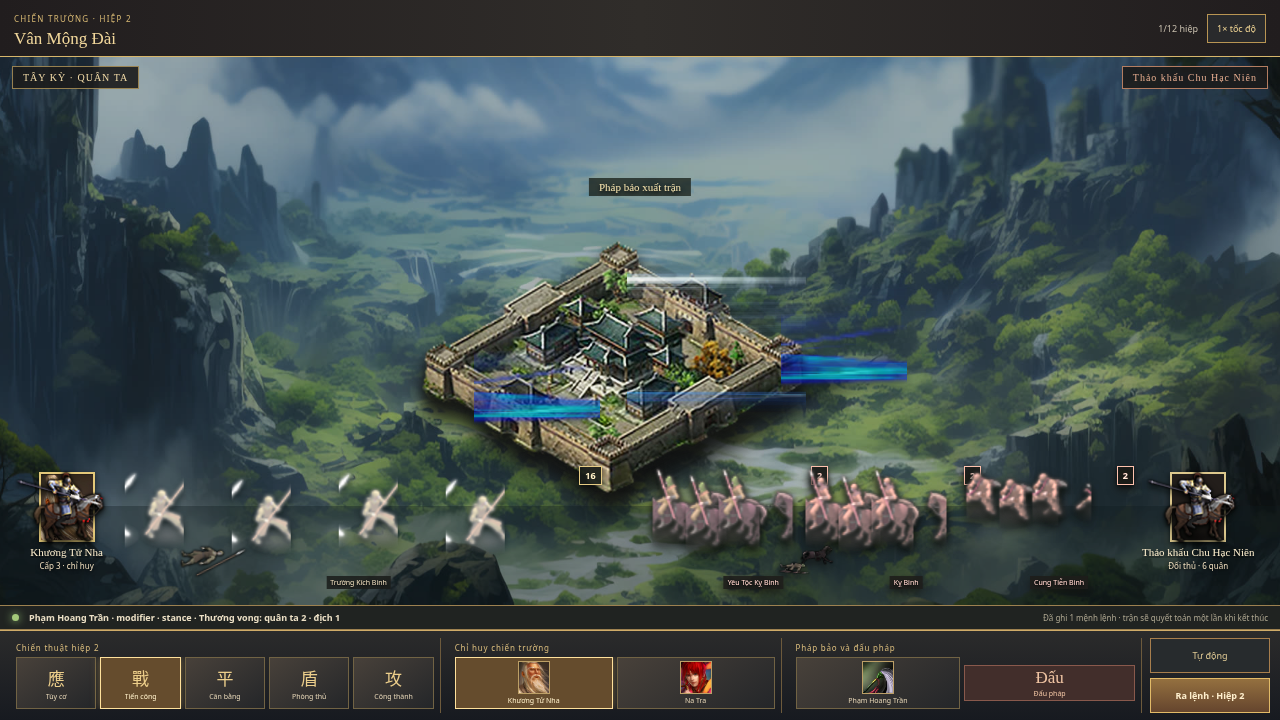 CHIẾN TRƯỜNG · HIỆP 2
Vân Mộng Đài
1/12 hiệp
1× tốc độ
TÂY KỲ · QUÂN TA
Thảo khấu Chu Hạc Niên
Pháp bảo xuất trận
16
2
2
2
Khương Tử Nha
Cấp 3 · chỉ huy
Thảo khấu Chu Hạc Niên
Đối thủ · 6 quân
Trường Kích Binh
Yêu Tộc Kỵ Binh
Kỵ Binh
Cung Tiễn Binh
Phạm Hoang Trần · modifier · stance · Thương vong: quân ta 2 · địch 1
Đã ghi 1 mệnh lệnh · trận sẽ quyết toán một lần khi kết thúc
Chiến thuật hiệp 2
應
Tùy cơ
戰
Tiến công
平
Cân bằng
盾
Phòng thủ
攻
Công thành
Chỉ huy chiến trường
Khương Tử Nha
Na Tra
Pháp bảo và đấu pháp
Phạm Hoang Trần
Đấu
Đấu pháp
Tự động
Ra lệnh · Hiệp 2